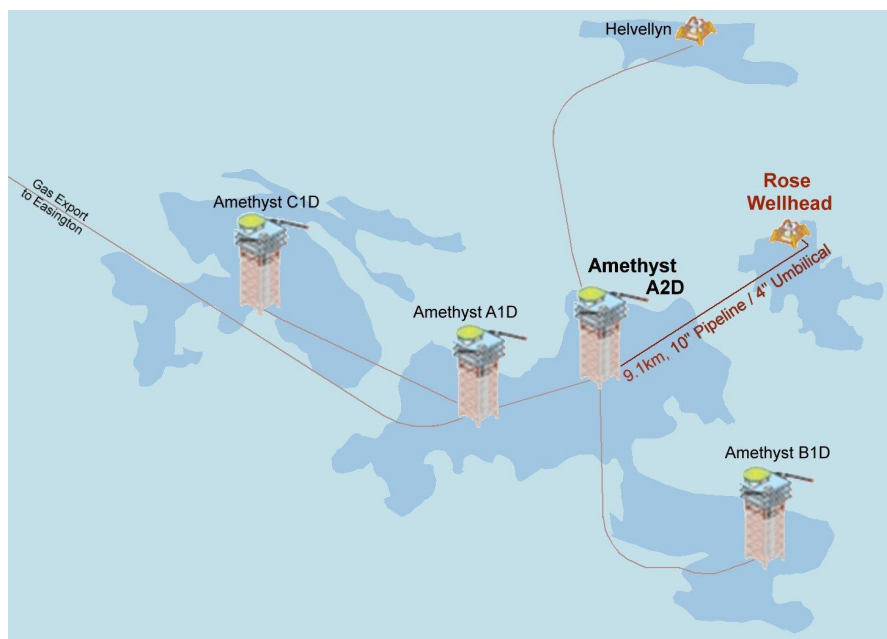 Helvellyn
Rose
Wellhead
Gas Export
to Easington
Amethyst C1D
Amethyst
A2D
Amethyst A1D
9.1km, 10" Pipeline / 4" Umbilical
Amethyst B1D